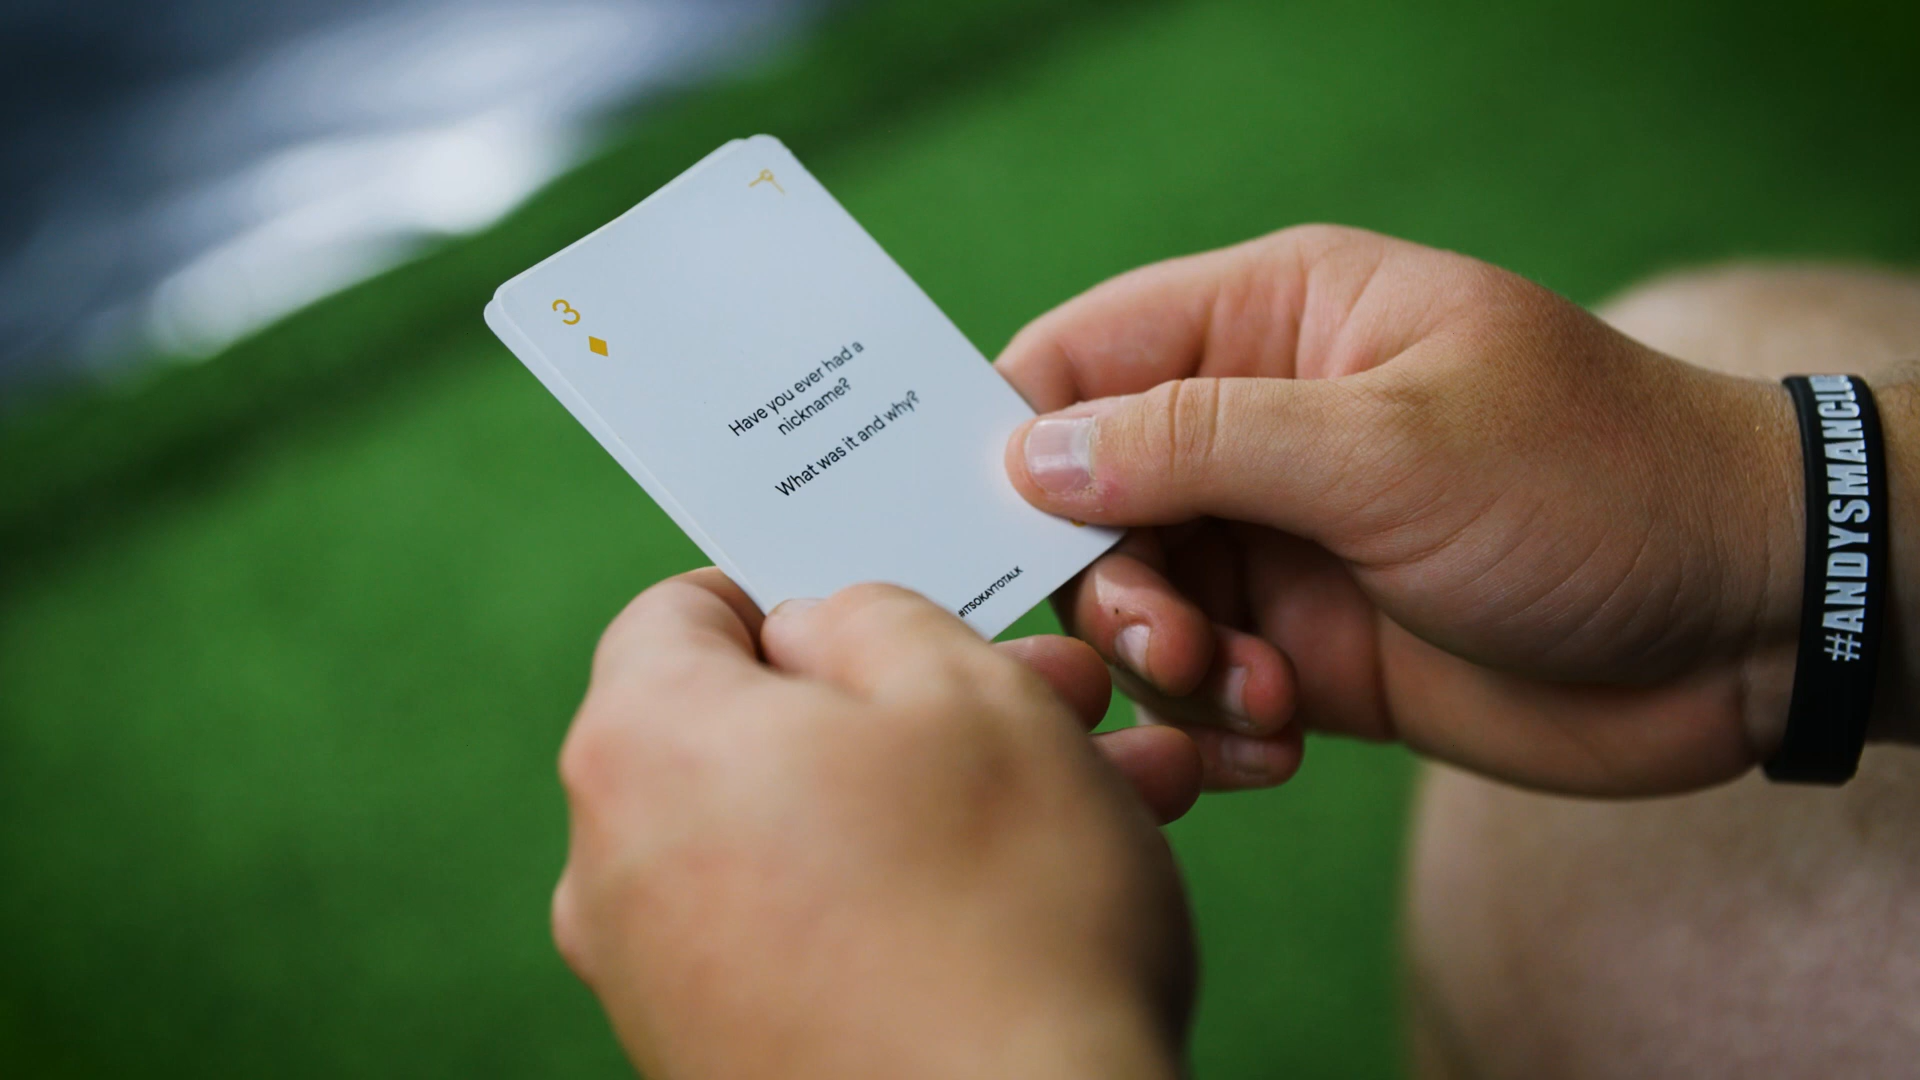 3
Have you ever had a
nickname?
What was it and why?
#ITSOKAYTOTALK
#ANDYSMANCLU